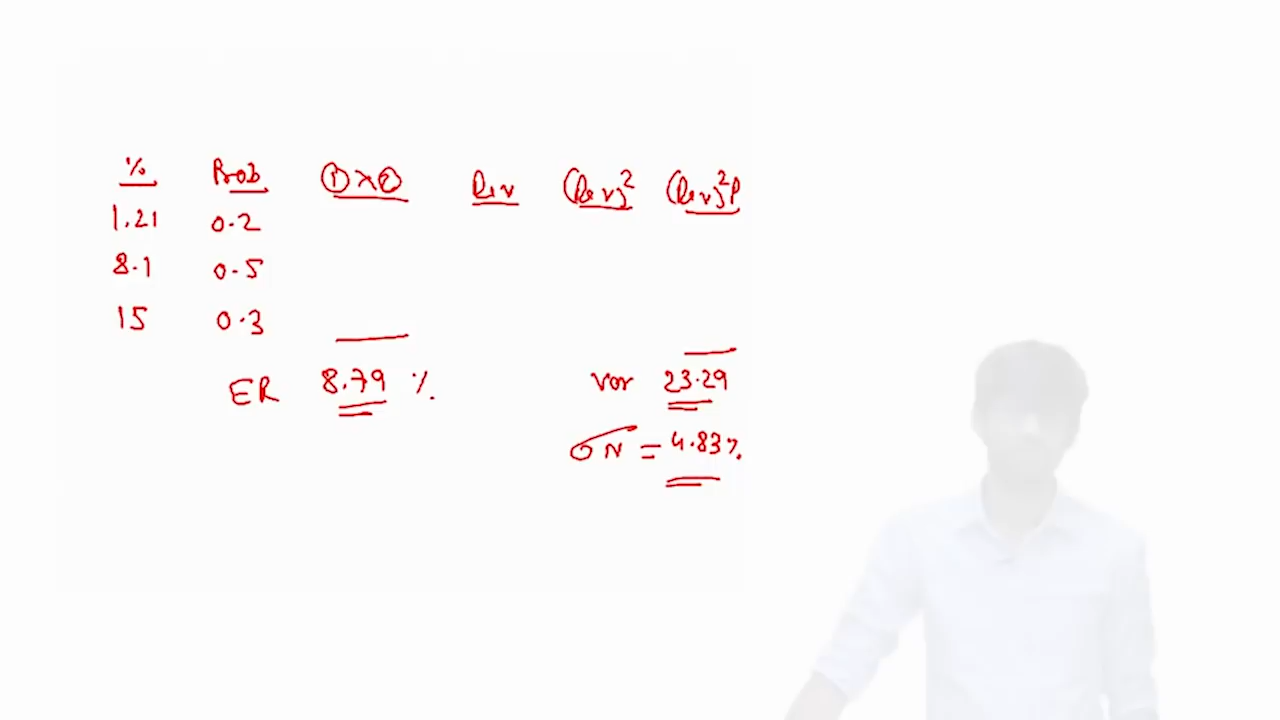 % Prob ①×② Dev (Dev)² (Dev)²P
1.21 0.2
8.1 0.5
15 0.3
ER 8.79 % Var 23.29
σN = 4.83%